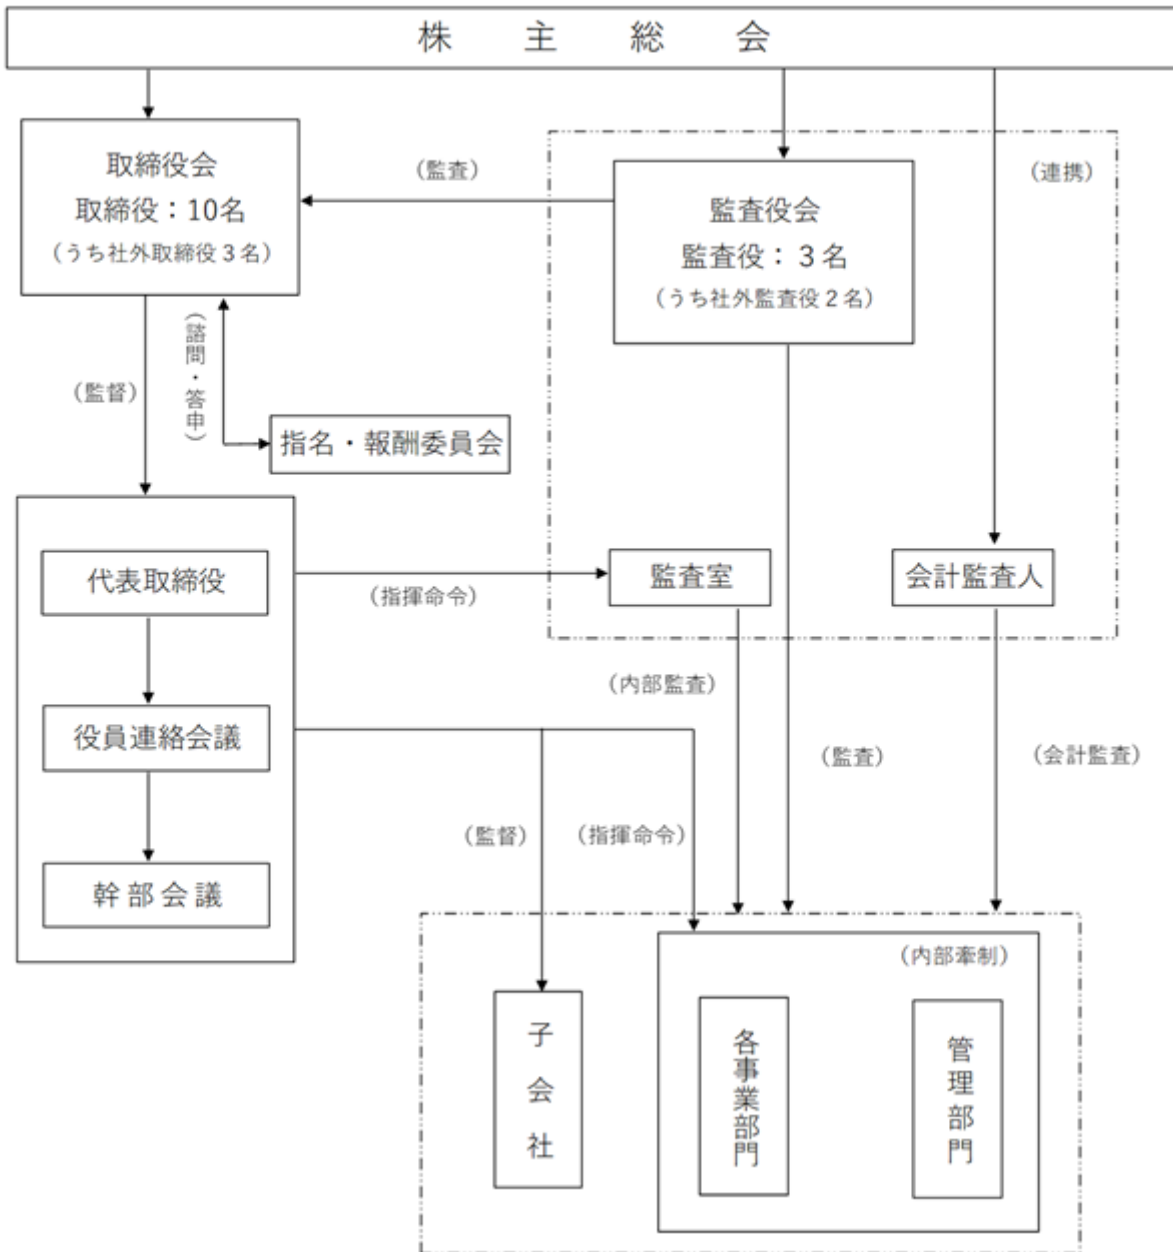 株主総会
取締役会
取締役：10名
（うち社外取締役３名）
（監査）
監査役会
監査役：３名
（うち社外監査役２名）
（連携）
（監督）
（諮問・答申）
指名・報酬委員会
代表取締役
役員連絡会議
幹部会議
（指揮命令）
監査室
会計監査人
（内部監査）
（監査）
（会計監査）
（監督）
（指揮命令）
（内部牽制）
子会社
各事業部門
管理部門